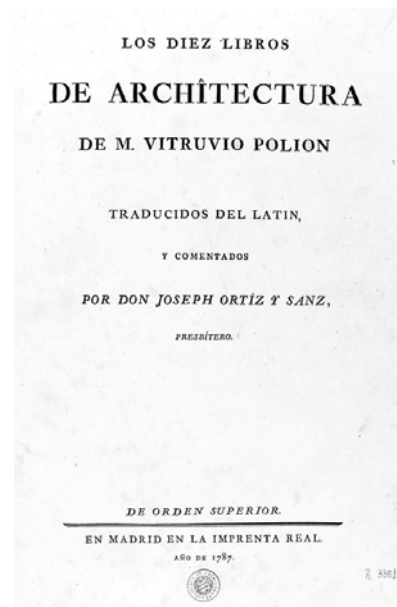 LOS DIEZ LIBROS
DE ARCHÎTECTURA
DE M. VITRUVIO POLION
TRADUCIDOS DEL LATIN,
Y COMENTADOS
POR DON JOSEPH ORTÍZ Y SANZ,
PRESBÍTERO.
DE ORDEN SUPERIOR.
EN MADRID EN LA IMPRENTA REAL.
AÑO DE 1787.